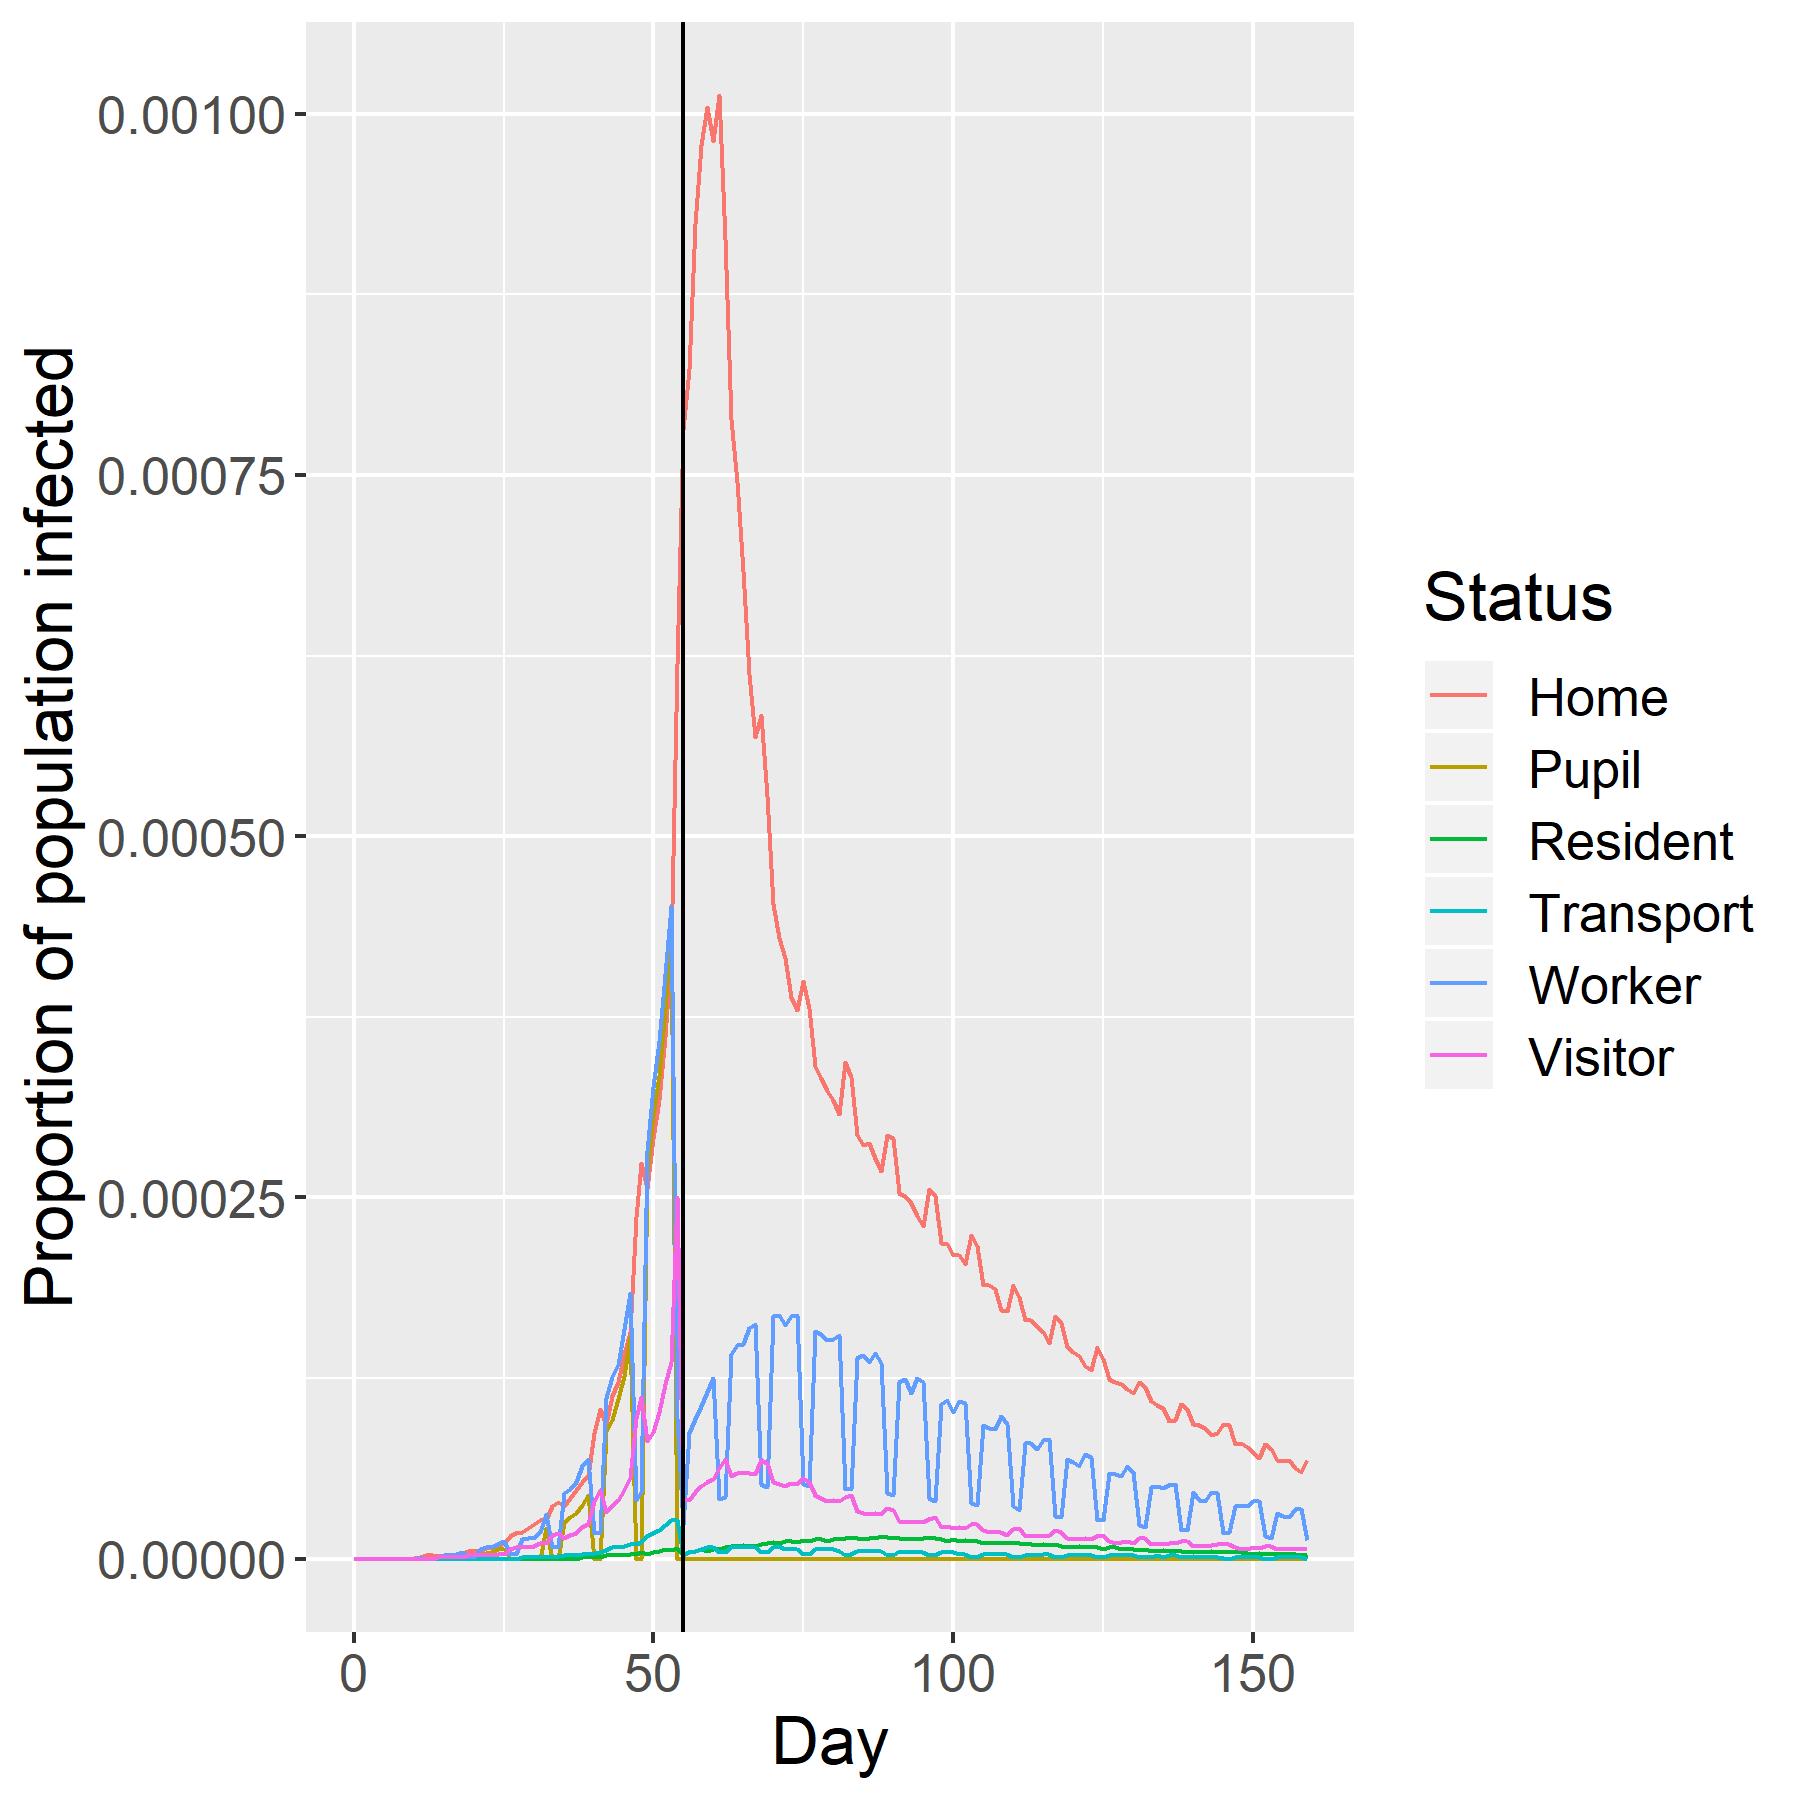 Proportion of population infected
0.00100
0.00075
0.00050
0.00025
0.00000
0 50 100 150
Day
Status
Home
Pupil
Resident
Transport
Worker
Visitor